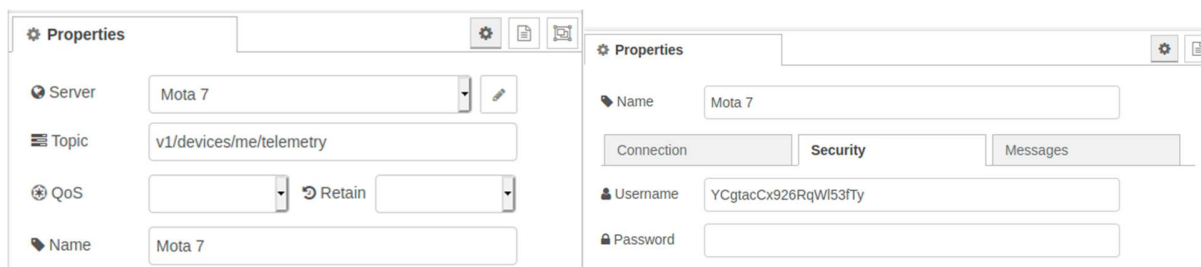 Properties
Server Mota 7
Topic v1/devices/me/telemetry
QoS Retain
Name Mota 7
Properties
Name Mota 7
Connection Security Messages
Username YCgtacCx926RqWl53fTy
Password